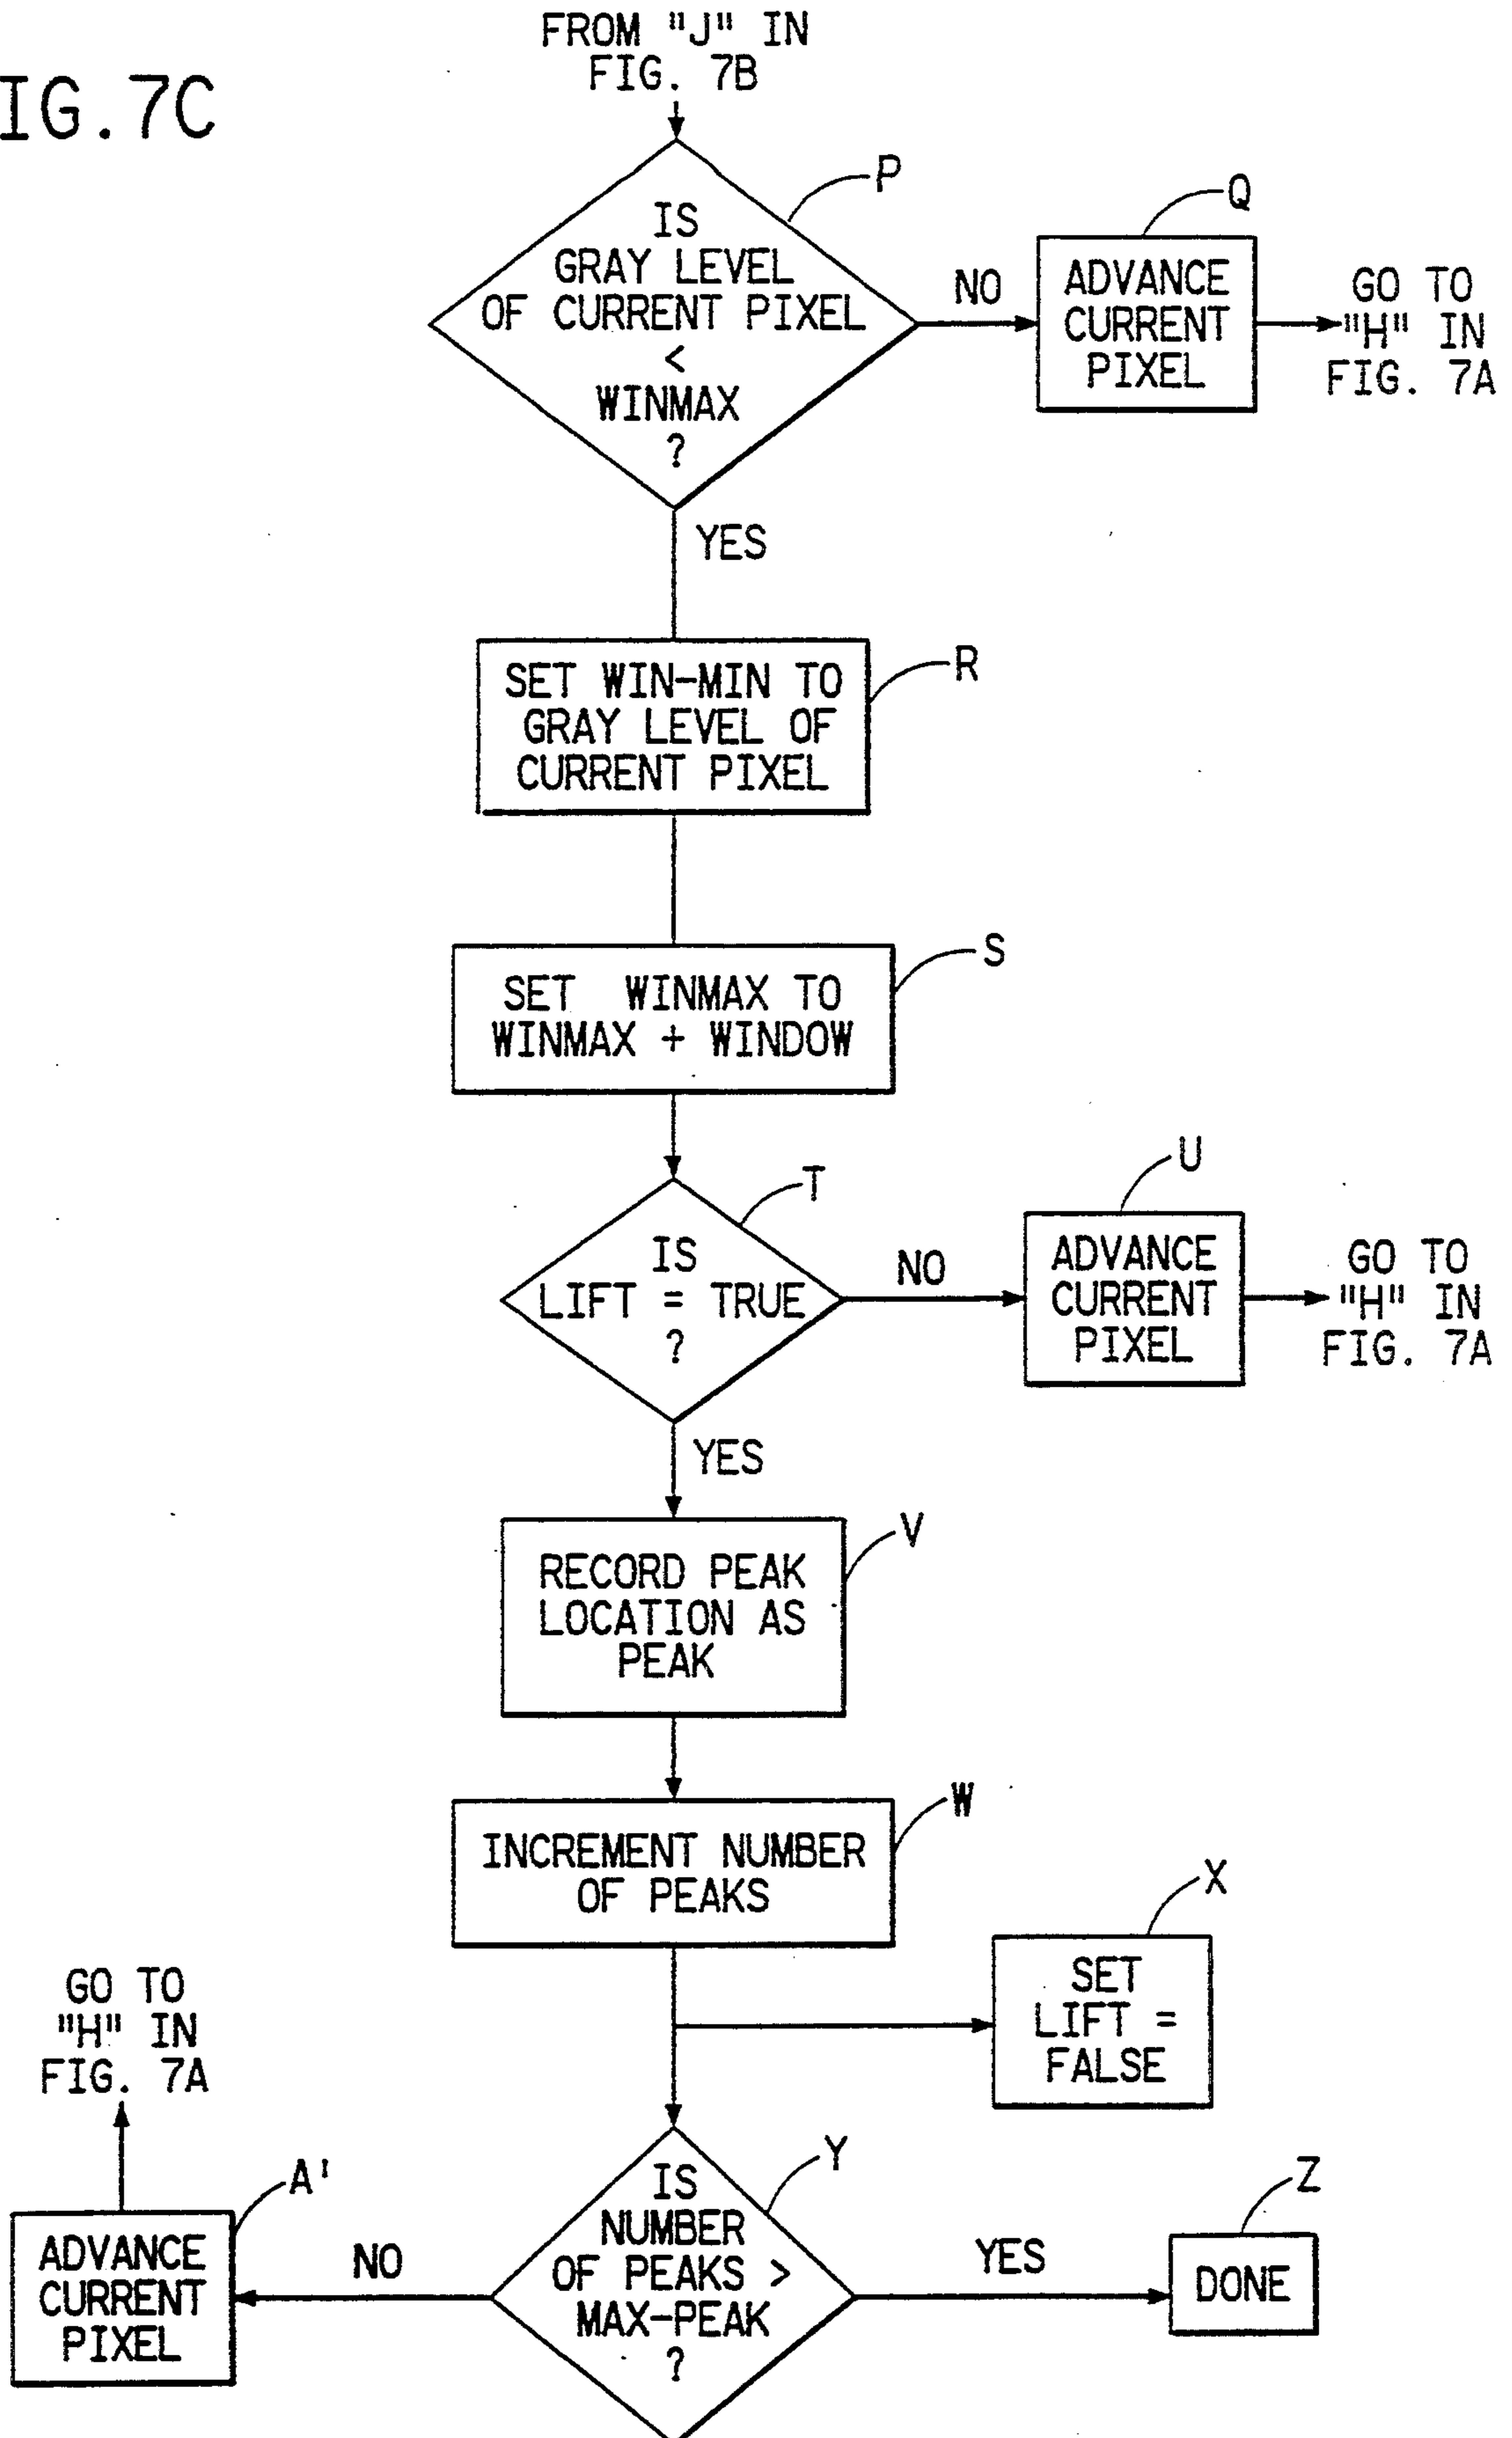 FROM "J" IN
FIG. 7B
IG. 7C
P
IS
GRAY LEVEL
OF CURRENT PIXEL
<
WINMAX
?
NO
Q
ADVANCE
CURRENT
PIXEL
GO TO
"H" IN
FIG. 7A
YES
R
SET WIN-MIN TO
GRAY LEVEL OF
CURRENT PIXEL
S
SET WINMAX TO
WINMAX + WINDOW
T
IS
LIFT = TRUE
?
NO
U
ADVANCE
CURRENT
PIXEL
GO TO
"H" IN
FIG. 7A
YES
V
RECORD PEAK
LOCATION AS
PEAK
W
INCREMENT NUMBER
OF PEAKS
X
SET
LIFT =
FALSE
GO TO
"H" IN
FIG. 7A
A'
ADVANCE
CURRENT
PIXEL
NO
Y
IS
NUMBER
OF PEAKS >
MAX-PEAK
?
YES
Z
DONE